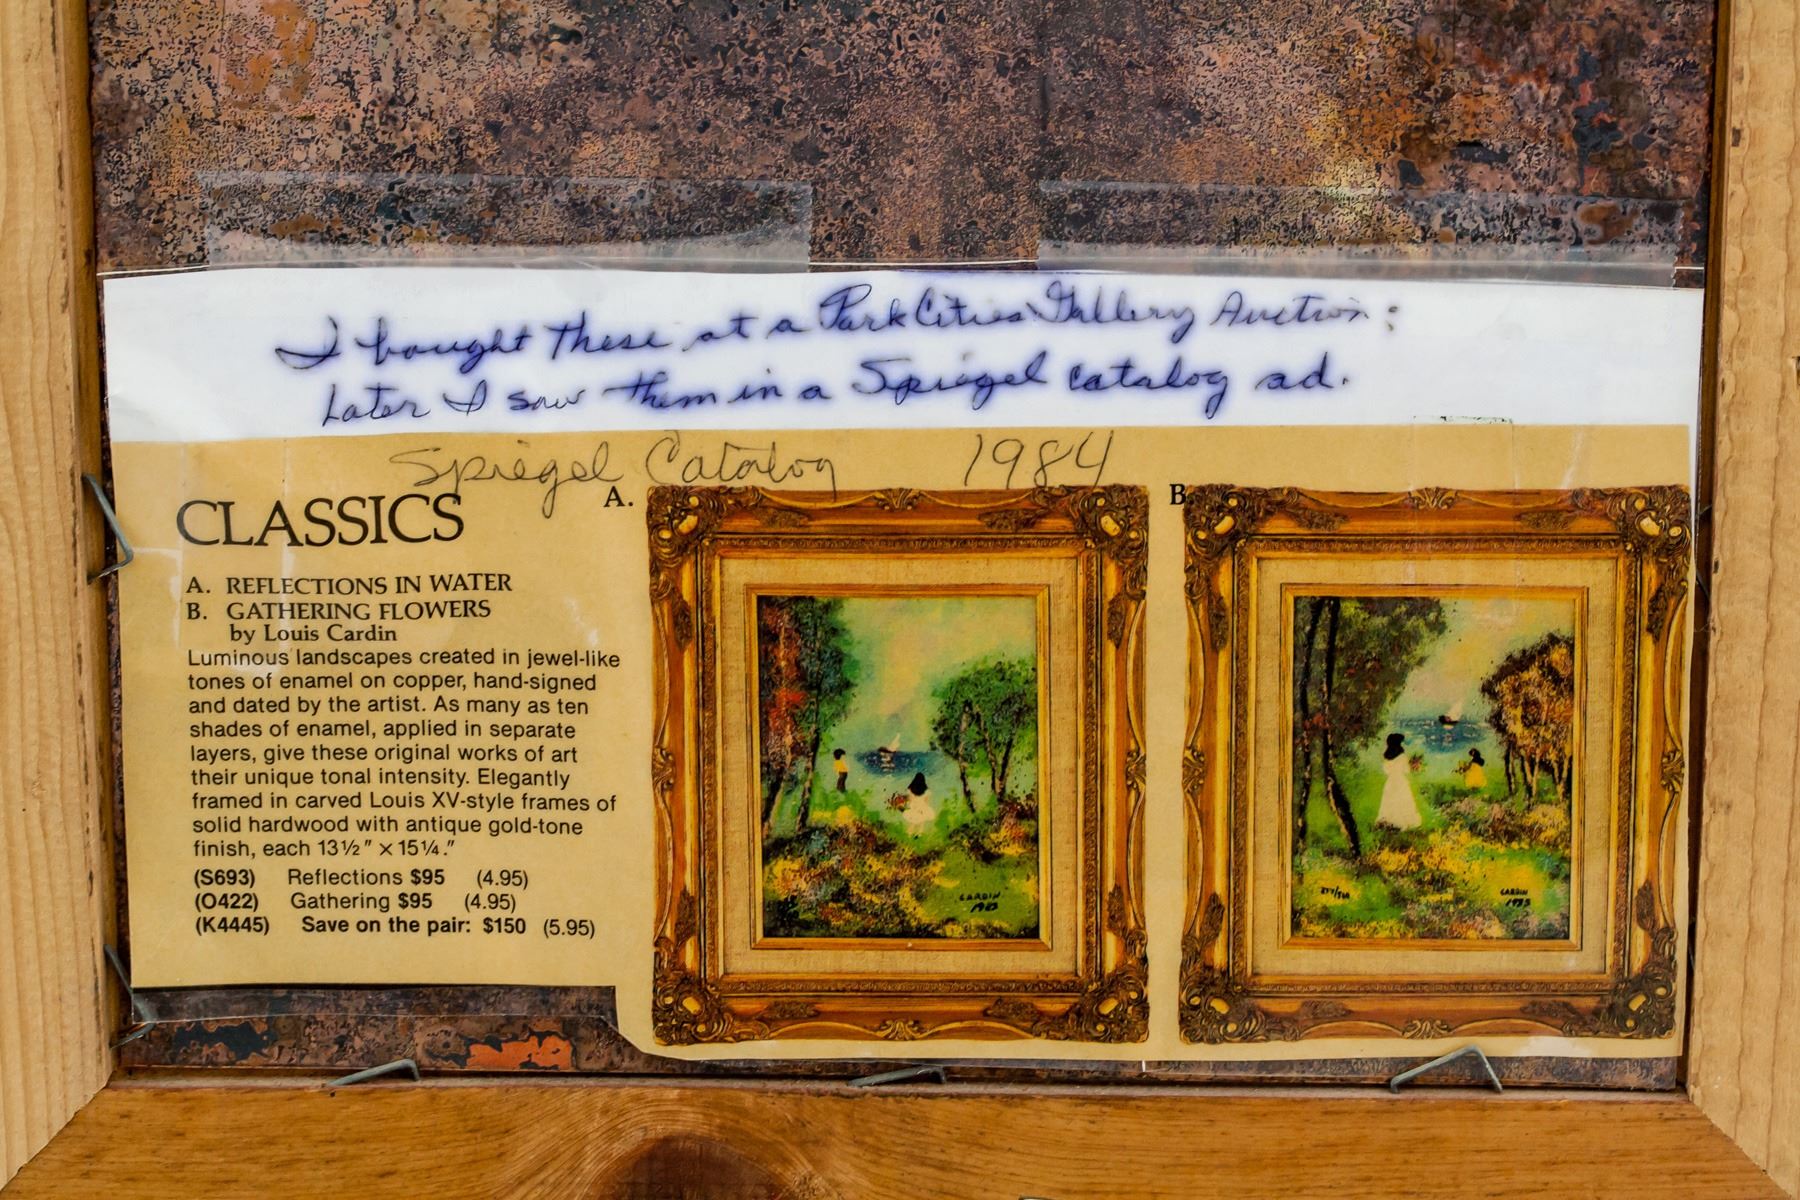 I bought these at a Park Cities Gallery Auction:
Later I saw them in a Spiegel catalog ad.
Spiegel Catalog 1984
CLASSICS
A. REFLECTIONS IN WATER
B. GATHERING FLOWERS
by Louis Cardin
Luminous landscapes created in jewel-like
tones of enamel on copper, hand-signed
and dated by the artist. As many as ten
shades of enamel, applied in separate
layers, give these original works of art
their unique tonal intensity. Elegantly
framed in carved Louis XV-style frames of
solid hardwood with antique gold-tone
finish, each 13½" × 15¼."
(S693) Reflections $95 (4.95)
(O422) Gathering $95 (4.95)
(K4445) Save on the pair: $150 (5.95)
A.
CARDIN
1983
B.
CARDIN